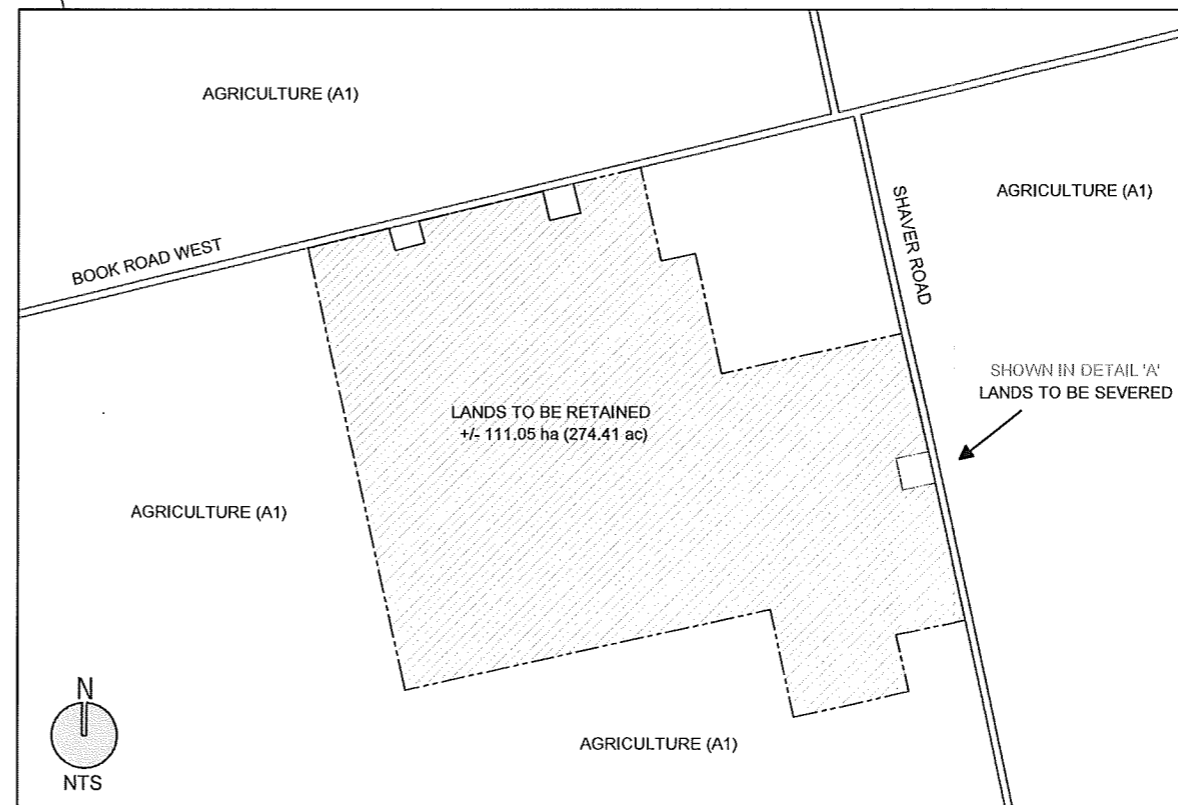 AGRICULTURE (A1)
AGRICULTURE (A1)
SHAVER ROAD
BOOK ROAD WEST
SHOWN IN DETAIL 'A'
LANDS TO BE SEVERED
LANDS TO BE RETAINED
+/- 111.05 ha (274.41 ac)
AGRICULTURE (A1)
N
NTS
AGRICULTURE (A1)